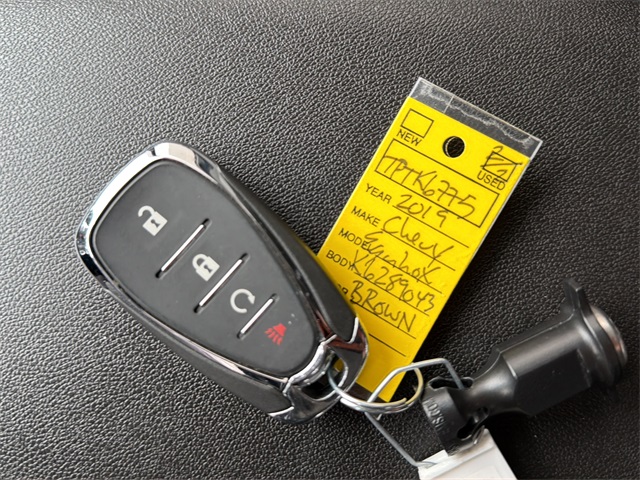 NEW
USED
TPTK6775
YEAR 2019
MAKE Chevy
MODEL Equinox
BODY K6289043
BROWN